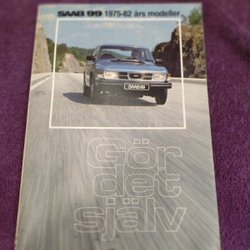 SAAB 99 1975-82 års modeller
SAAB 99
Gör
det
själv